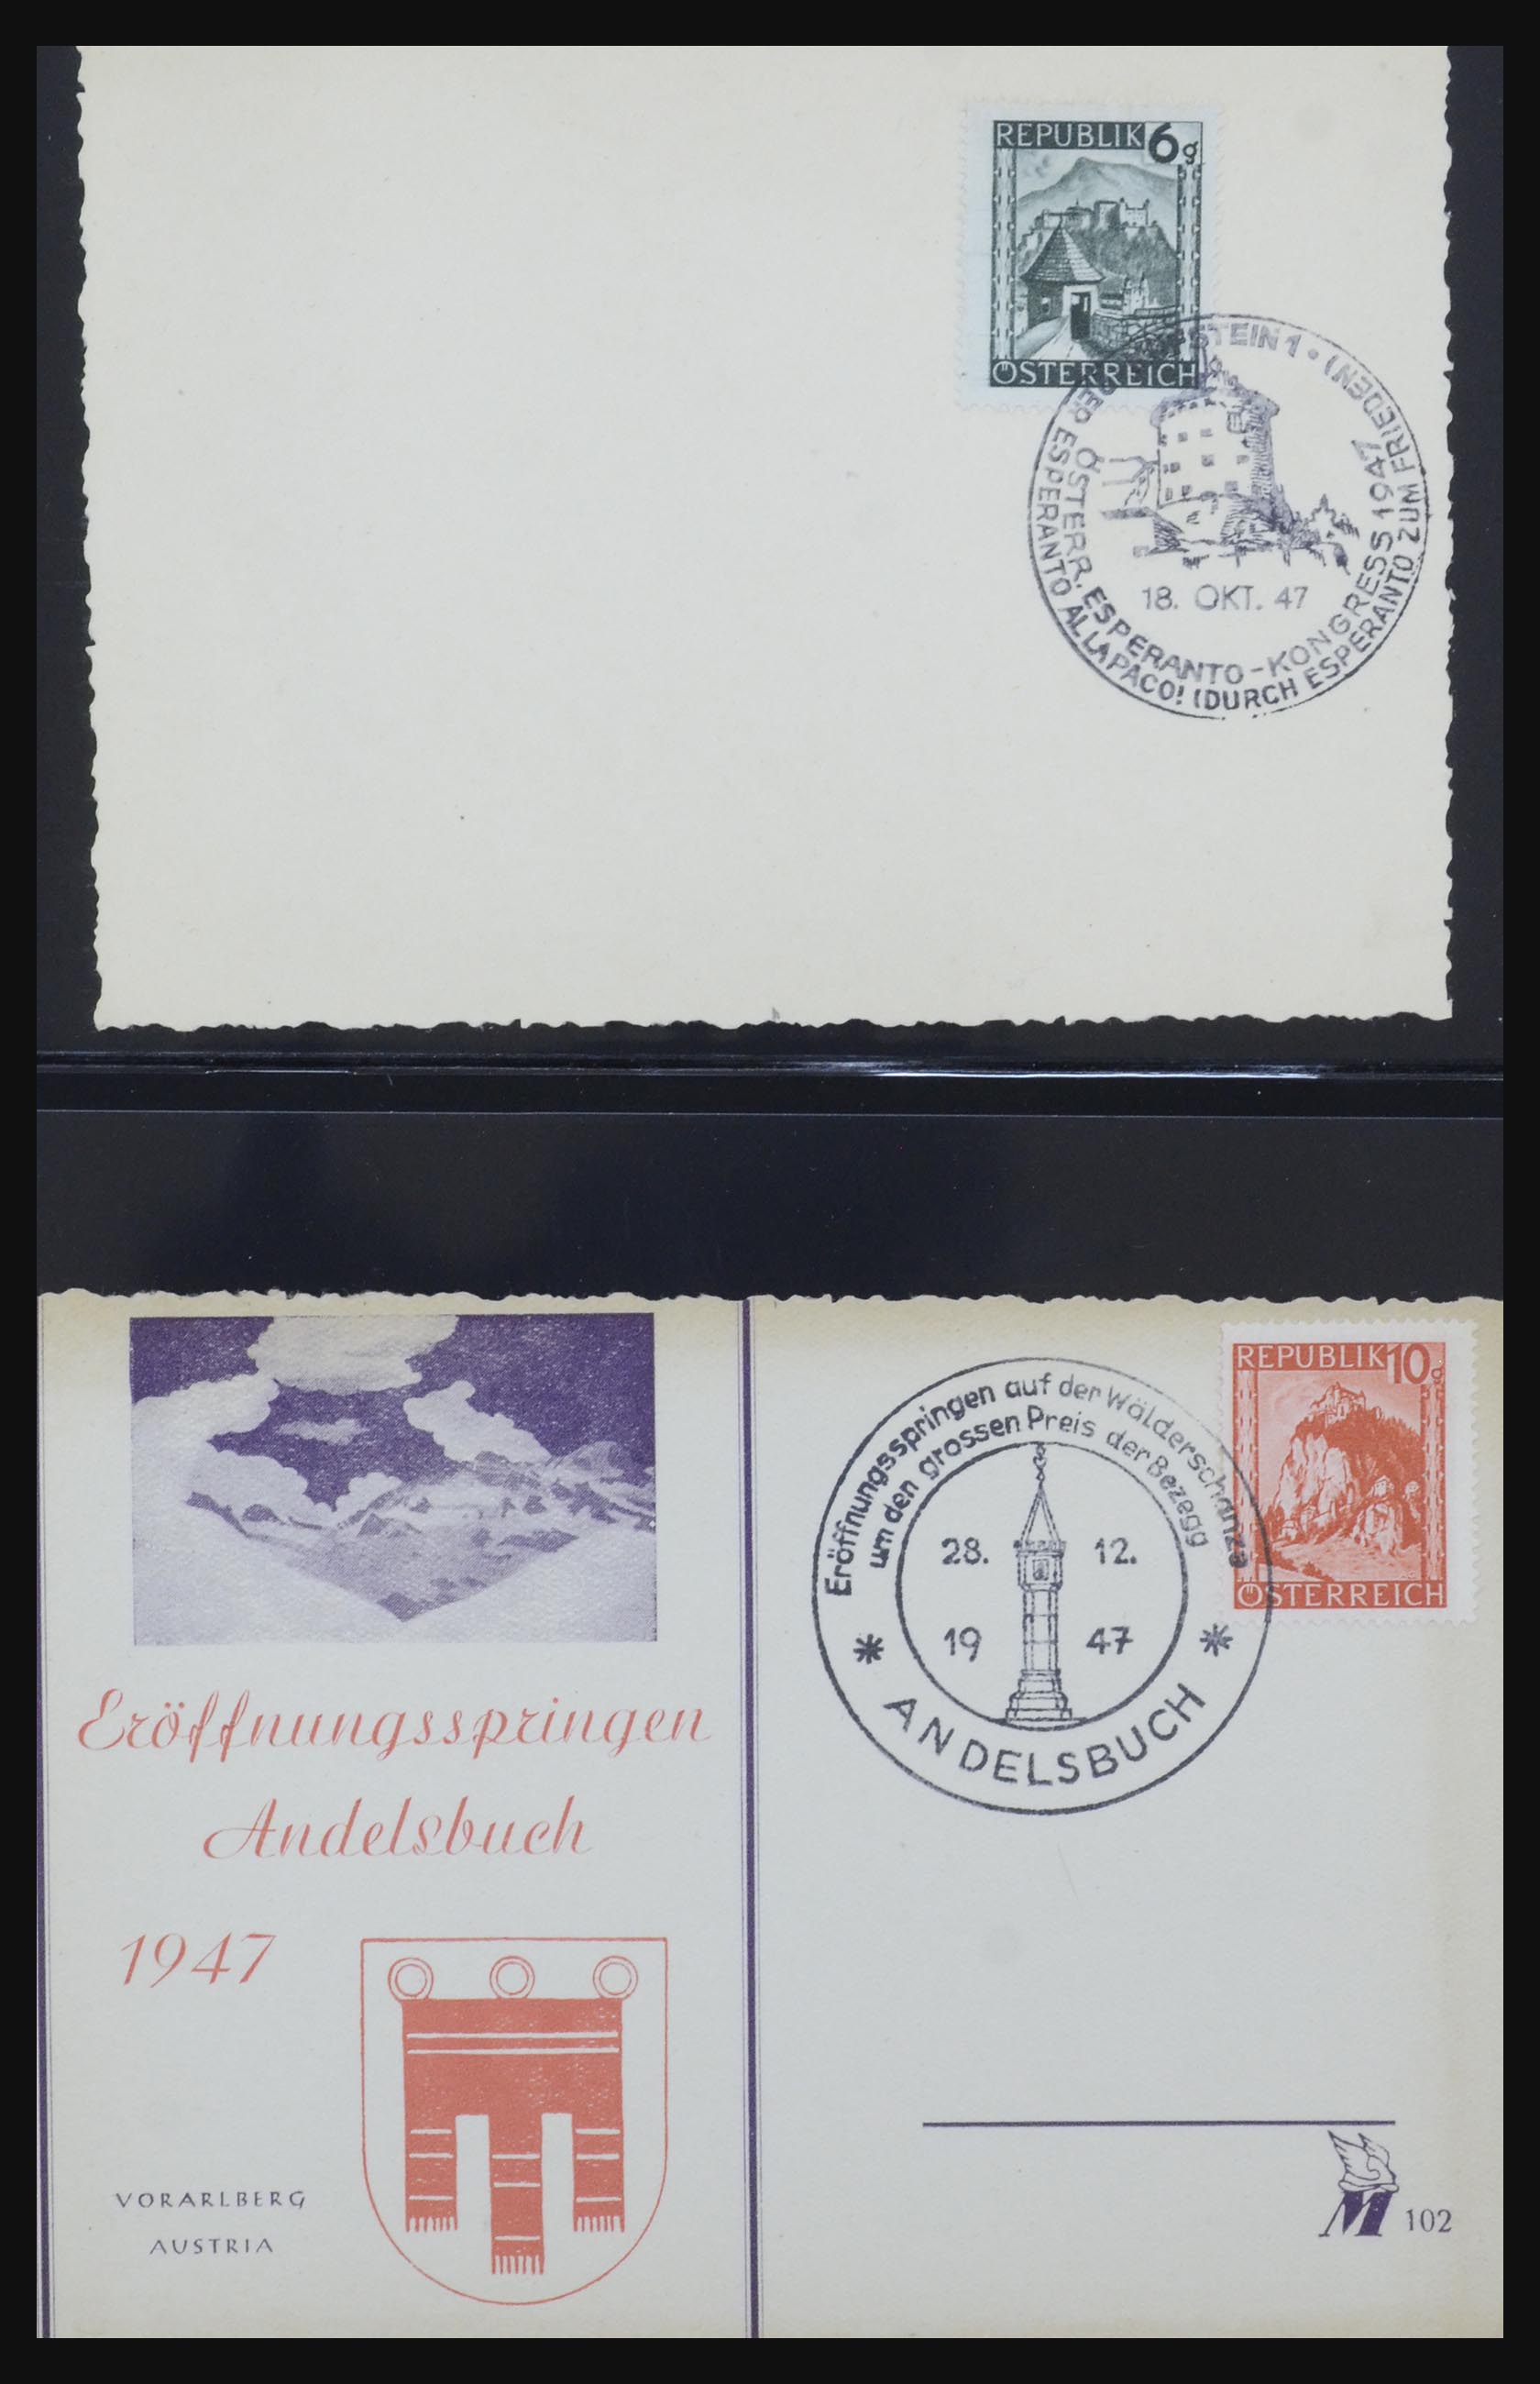 REPUBLIK 6g
ÖSTERREICH
STEIN 1 •
ÖSTERR. ESPERANTO-KONGRESS 1947
PER ESPERANTO AL LA PACO! (DURCH ESPERANTO ZUM FRIEDEN)
18. OKT. 47
REPUBLIK 10g
ÖSTERREICH
Eröffnungsspringen auf der Wälderschanze
um den grossen Preis der Bezegg
28. 12.
19 47
* ANDELSBUCH *
Eröffnungsspringen
Andelsbuch
1947
VORARLBERG
AUSTRIA
M 102